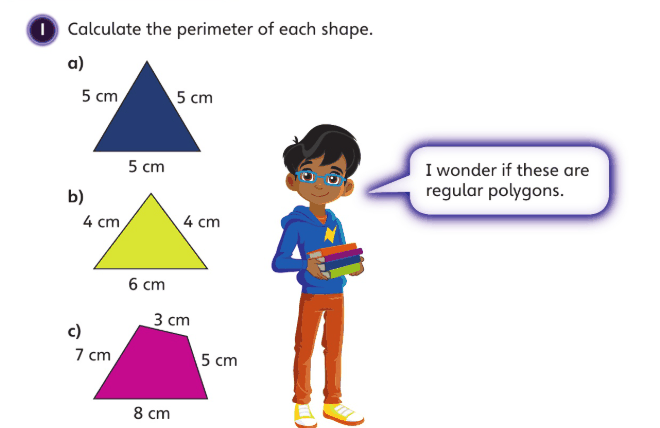 1 Calculate the perimeter of each shape.
a)
5 cm 5 cm
5 cm
b)
4 cm 4 cm
6 cm
c)
3 cm
7 cm
5 cm
8 cm
I wonder if these are
regular polygons.